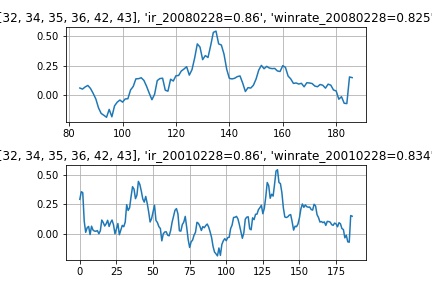 [32, 34, 35, 36, 42, 43], 'ir_20080228=0.86', 'winrate_20080228=0.825'
0.50
0.25
0.00
80 100 120 140 160 180
[32, 34, 35, 36, 42, 43], 'ir_20010228=0.86', 'winrate_20010228=0.834'
0.50
0.25
0.00
0 25 50 75 100 125 150 175